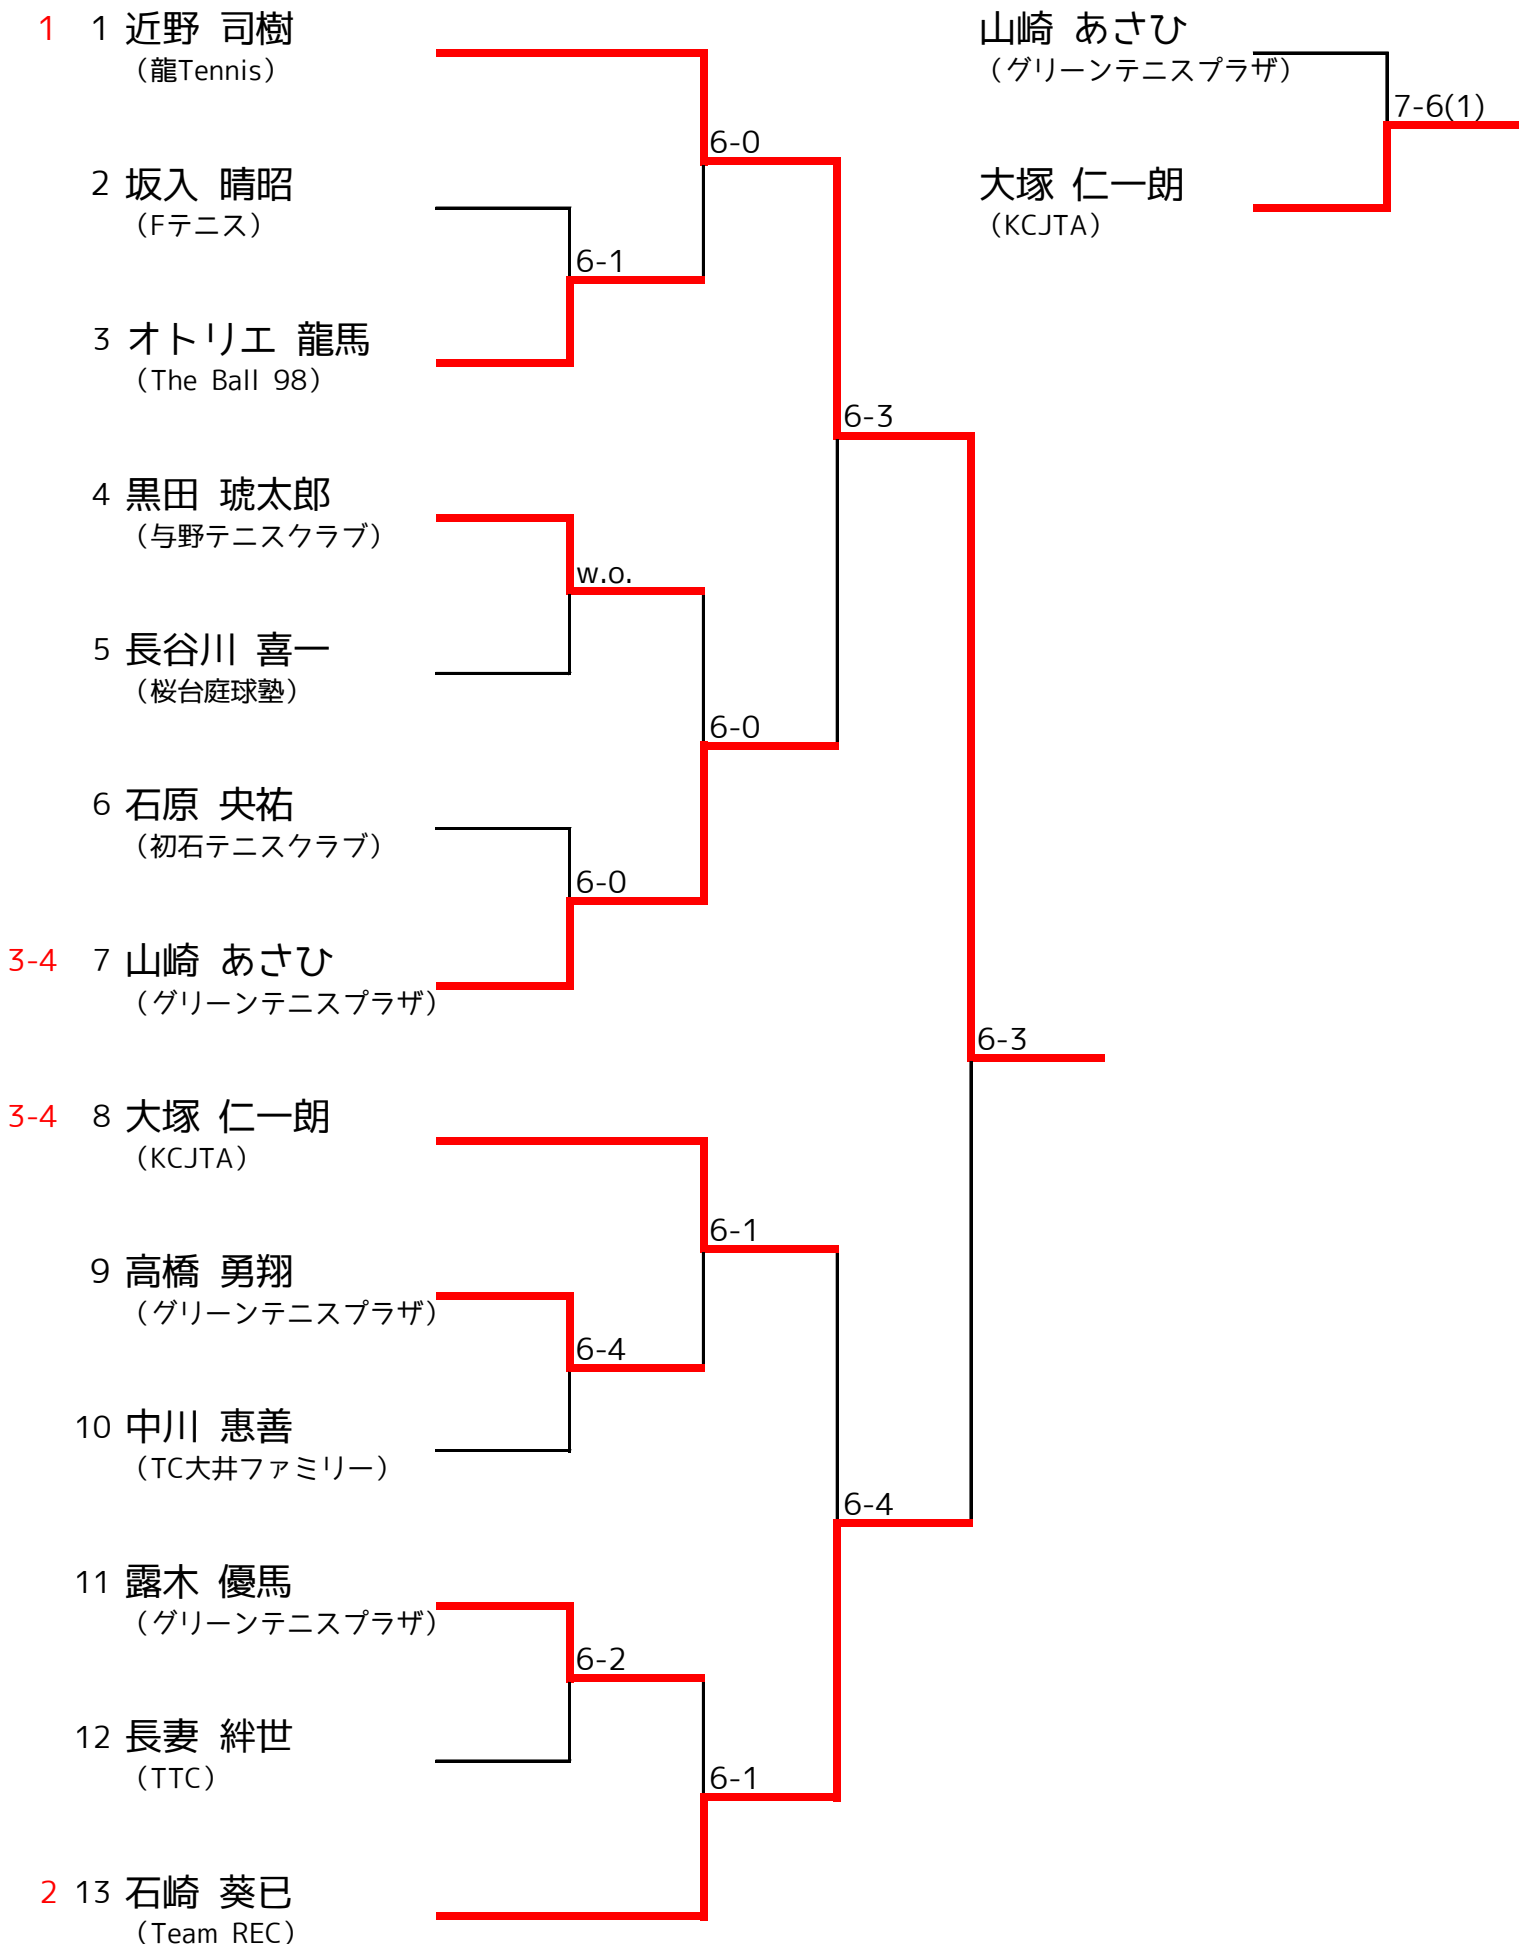 1 1 近野 司樹
（龍Tennis）
6-0
2 坂入 晴昭
（Fテニス）
6-1
3 オトリエ 龍馬
（The Ball 98）
6-3
4 黒田 琥太郎
（与野テニスクラブ）
w.o.
5 長谷川 喜一
（桜台庭球塾）
6-0
6 石原 央祐
（初石テニスクラブ）
6-0
3-4 7 山崎 あさひ
（グリーンテニスプラザ）
6-3
3-4 8 大塚 仁一朗
（KCJTA）
6-1
9 高橋 勇翔
（グリーンテニスプラザ）
6-4
10 中川 惠善
（TC大井ファミリー）
6-4
11 露木 優馬
（グリーンテニスプラザ）
6-2
12 長妻 絆世
（TTC）
6-1
2 13 石崎 葵已
（Team REC）
山崎 あさひ
（グリーンテニスプラザ）
7-6(1)
大塚 仁一朗
（KCJTA）